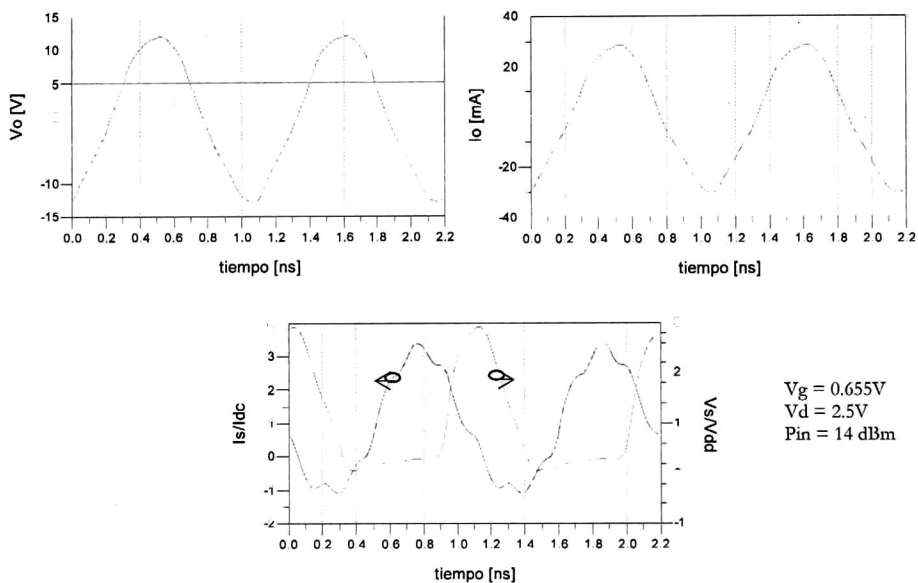 15
10
5
-10
-15
Vo [V]
0.0 0.2 0.4 0.6 0.8 1.0 1.2 1.4 1.6 1.8 2.0 2.2
tiempo [ns]
40
20
-20
-40
Io [mA]
0.0 0.2 0.4 0.6 0.8 1.0 1.2 1.4 1.6 1.8 2.0 2.2
tiempo [ns]
3
2
1
0
-1
-2
Is/Idc
2
1
-1
Vs/Vdd
0.0 0.2 0.4 0.6 0.8 1.0 1.2 1.4 1.6 1.8 2.0 2.2
tiempo [ns]
Vg = 0.655V
Vd = 2.5V
Pin = 14 dBm